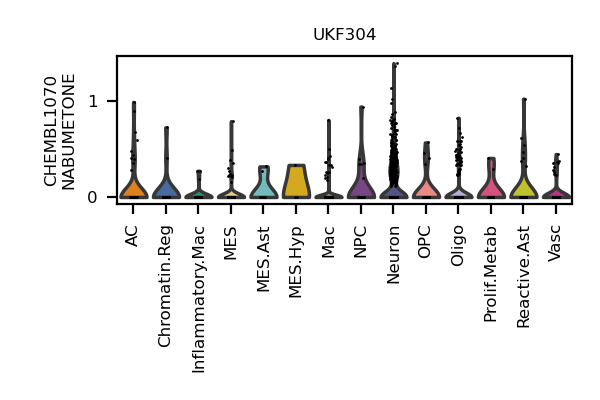 UKF304
CHEMBL1070
NABUMETONE
1
0
AC
Chromatin.Reg
Inflammatory.Mac
MES
MES.Ast
MES.Hyp
Mac
NPC
Neuron
OPC
Oligo
Prolif.Metab
Reactive.Ast
Vasc